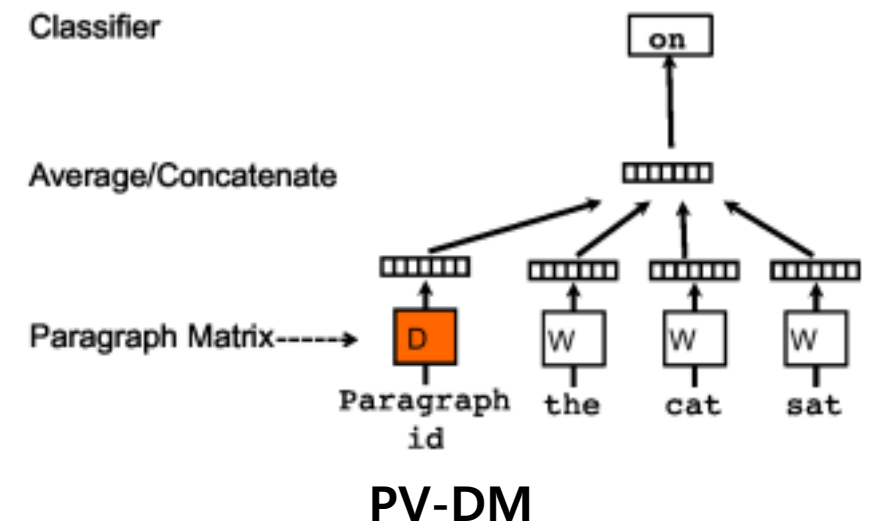 Classifier
on
Average/Concatenate
Paragraph Matrix----->
D
W
W
W
Paragraph
id
the
cat
sat
PV-DM